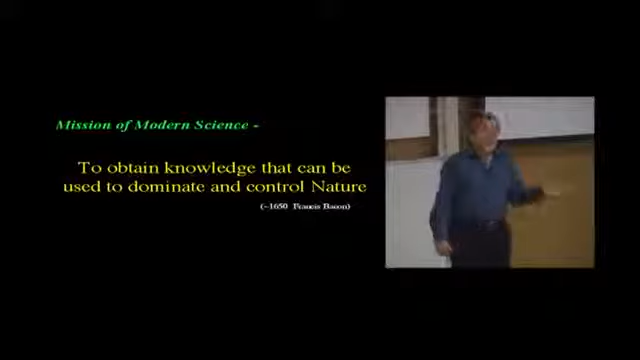 Mission of Modern Science -
To obtain knowledge that can be
used to dominate and control Nature
(~1650 Francis Bacon)